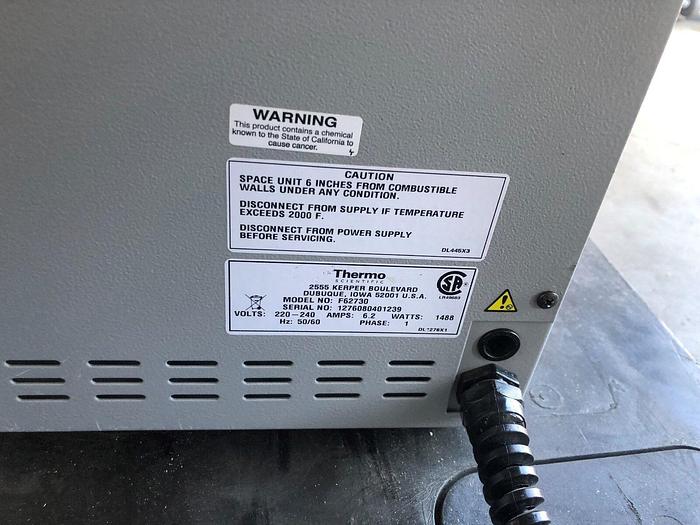 WARNING
This product contains a chemical
known to the State of California to
cause cancer.
CAUTION
SPACE UNIT 6 INCHES FROM COMBUSTIBLE
WALLS UNDER ANY CONDITION.
DISCONNECT FROM SUPPLY IF TEMPERATURE
EXCEEDS 2000 F.
DISCONNECT FROM POWER SUPPLY
BEFORE SERVICING.
DL445X3
Thermo
SCIENTIFIC
2555 KERPER BOULEVARD
DUBUQUE, IOWA 52001 U.S.A.
MODEL NO: F62730
SERIAL NO: 1276080401239
VOLTS: 220-240 AMPS: 6.2 WATTS: 1488
Hz: 50/60 PHASE: 1
SA
LR49683